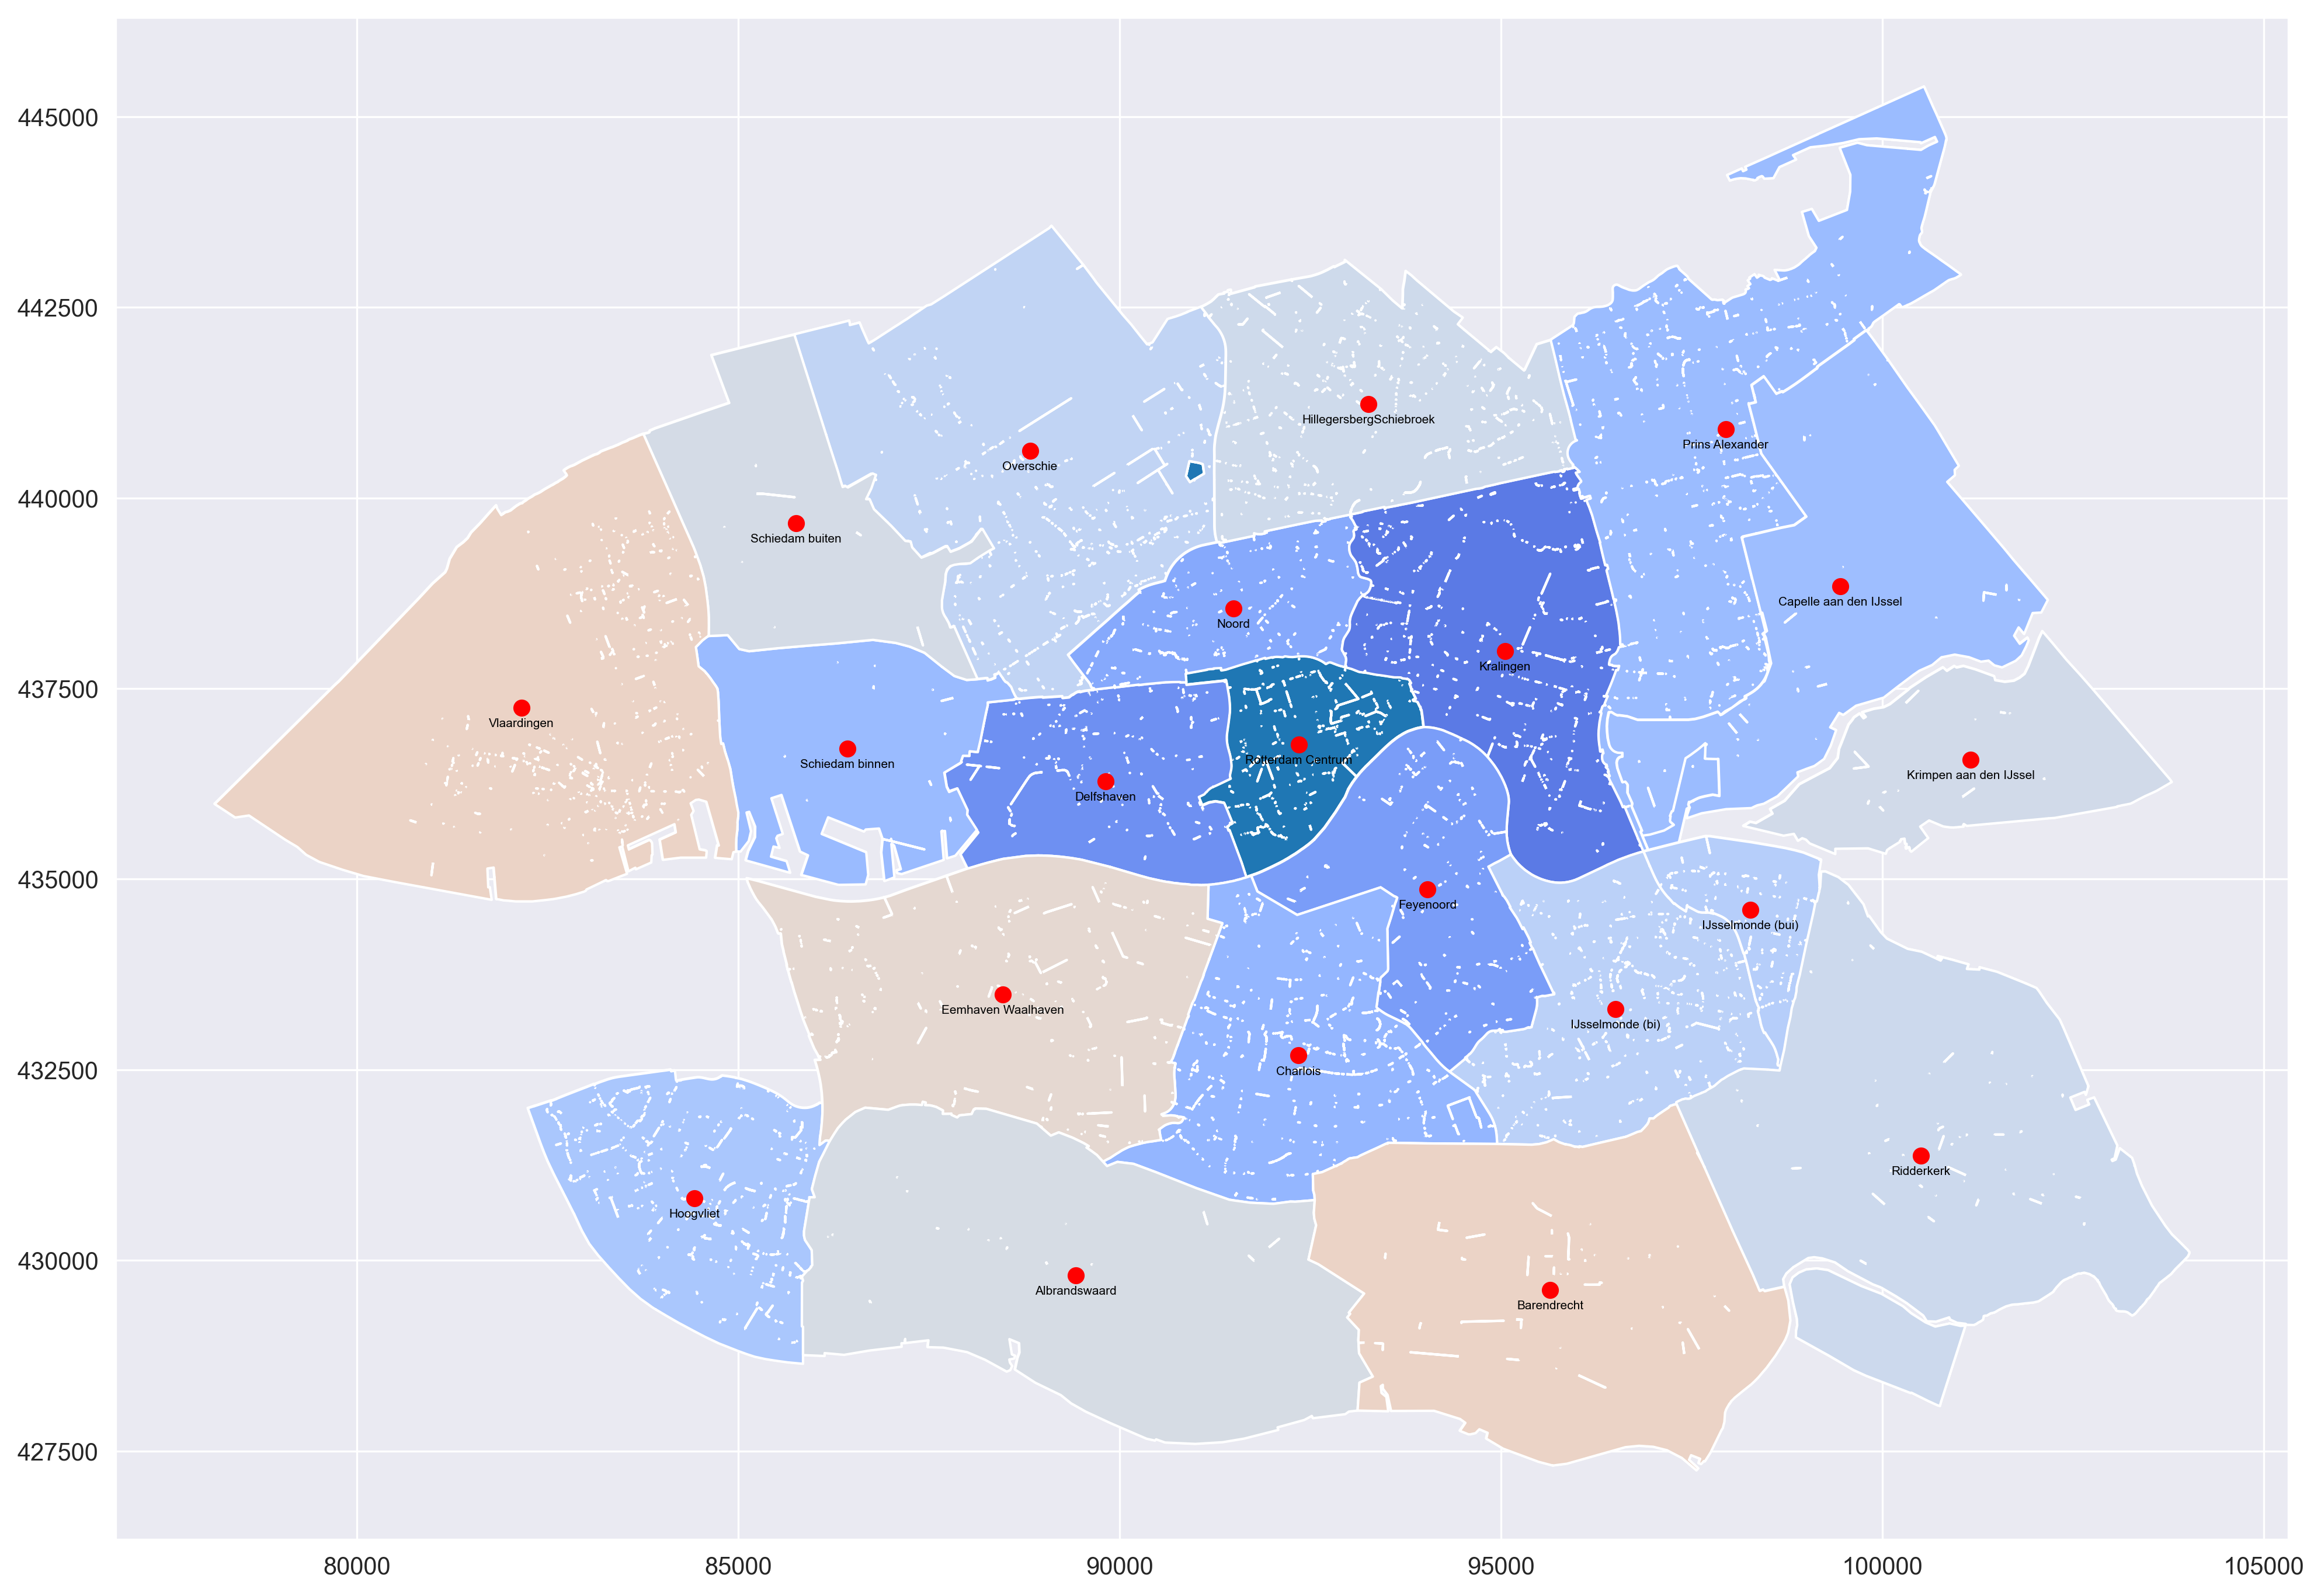 445000
442500
HillegersbergSchiebroek
Prins Alexander
Overschie
440000
Schiedam buiten
Capelle aan den IJssel
Noord
Kralingen
437500
Vlaardingen
Rotterdam Centrum
Schiedam binnen
Krimpen aan den IJssel
Delfshaven
435000
Feyenoord
IJsselmonde (bui)
Eemhaven Waalhaven
IJsselmonde (bi)
432500
Charlois
Ridderkerk
Hoogvliet
430000
Albrandswaard
Barendrecht
427500
80000 85000 90000 95000 100000 105000